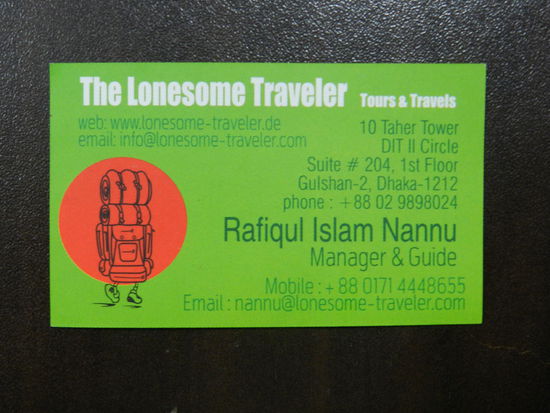 The Lonesome Traveler Tours & Travels
web: www.lonesome-traveler.de
email: info@lonesome-traveler.com
10 Taher Tower
DIT II Circle
Suite # 204, 1st Floor
Gulshan-2, Dhaka-1212
phone : +88 02 9898024
Rafiqul Islam Nannu
Manager & Guide
Mobile : + 88 0171 4448655
Email : nannu@lonesome-traveler.com